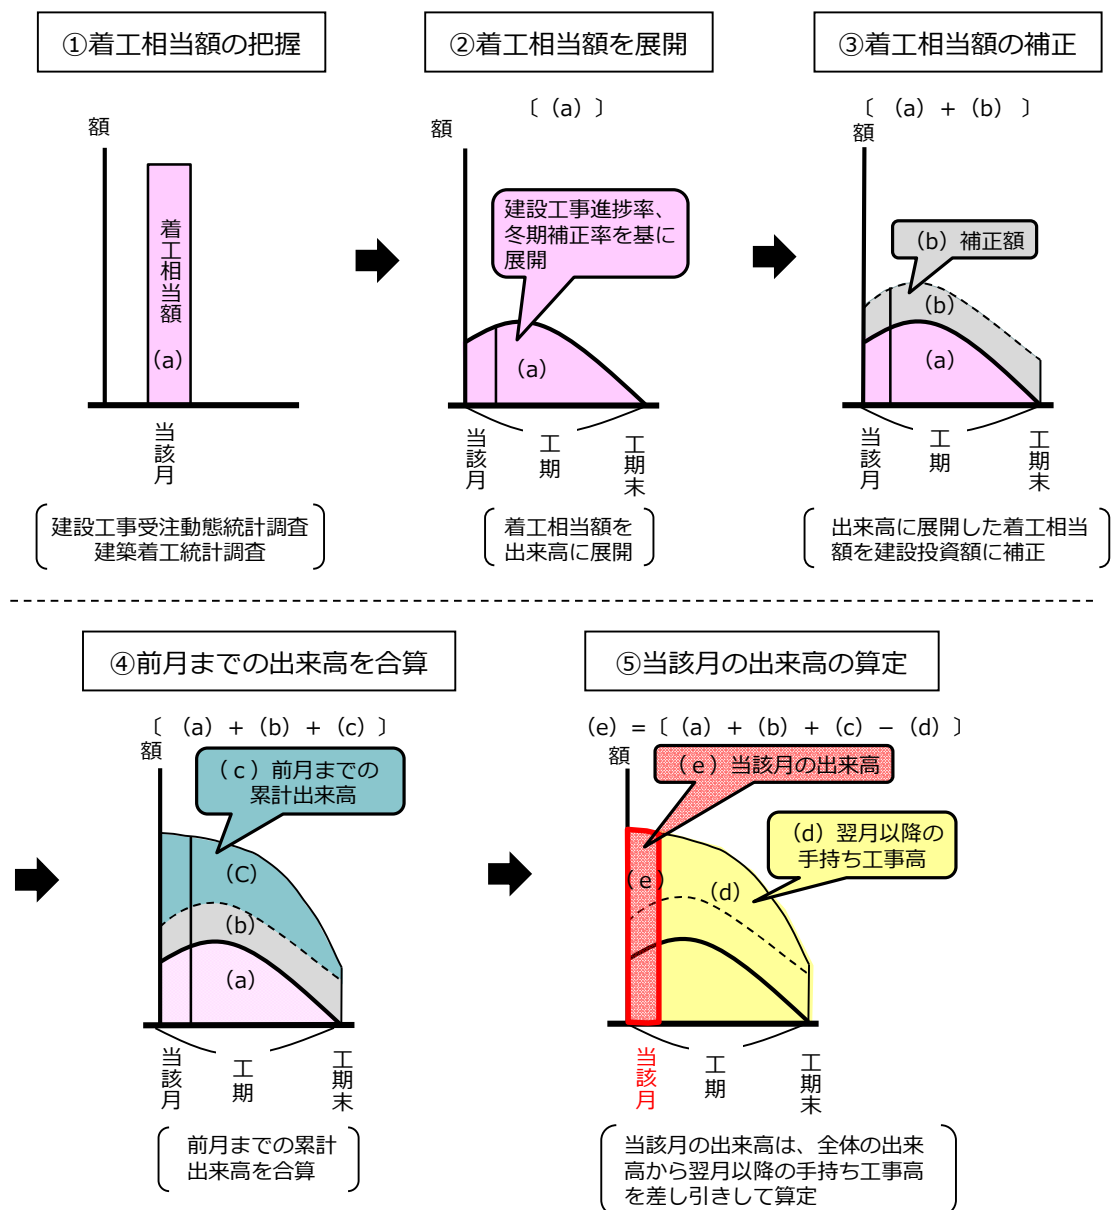 ①着工相当額の把握
額
着工相当額
（a）
当該月
建設工事受注動態統計調査
建築着工統計調査
②着工相当額を展開
〔（a）〕
額
建設工事進捗率、
冬期補正率を基に
展開
（a）
当該月
工期
工期末
着工相当額を
出来高に展開
③着工相当額の補正
〔（a）＋（b）〕
額
（b）補正額
（b）
（a）
当該月
工期
工期末
出来高に展開した着工相当
額を建設投資額に補正
④前月までの出来高を合算
〔（a）＋（b）＋（c）〕
額
（ｃ）前月までの
累計出来高
（C）
（b）
（a）
当該月
工期
工期末
前月までの累計
出来高を合算
⑤当該月の出来高の算定
（e）＝〔（a）＋（b）＋（c）－（d）〕
額
（ｅ）当該月の出来高
（d）翌月以降の
手持ち工事高
（ｅ）
（d）
当該月
工期
工期末
当該月の出来高は、全体の出来
高から翌月以降の手持ち工事高
を差し引きして算定